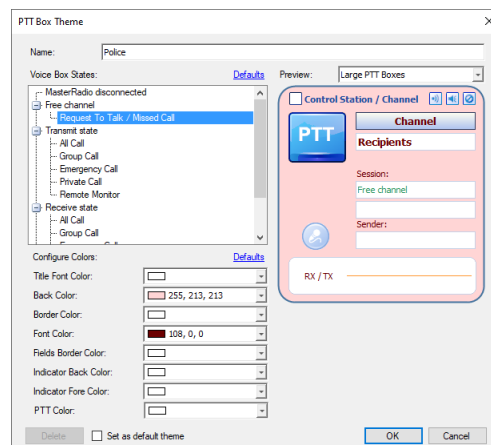 PTT Box Theme
Name: Police
Voice Box States: Defaults
MasterRadio disconnected
Free channel
Request To Talk / Missed Call
Transmit state
All Call
Group Call
Emergency Call
Private Call
Remote Monitor
Receive state
All Call
Group Call
Configure Colors: Defaults
Title Font Color:
Back Color: 255, 213, 213
Border Color:
Font Color: 108, 0, 0
Fields Border Color:
Indicator Back Color:
Indicator Fore Color:
PTT Color:
Preview: Large PTT Boxes
Control Station / Channel
PTT
Channel
Recipients
Session:
Free channel
Sender:
RX / TX
Delete
Set as default theme
OK
Cancel